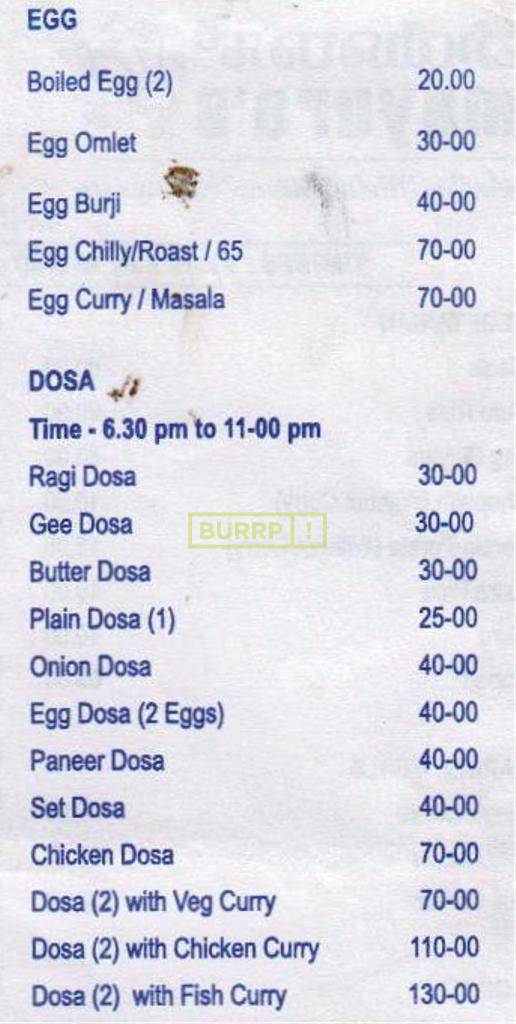 EGG
Boiled Egg (2) 20.00
Egg Omlet 30-00
Egg Burji 40-00
Egg Chilly/Roast / 65 70-00
Egg Curry / Masala 70-00
DOSA
Time - 6.30 pm to 11-00 pm
Ragi Dosa 30-00
Gee Dosa 30-00
BURRP !
Butter Dosa 30-00
Plain Dosa (1) 25-00
Onion Dosa 40-00
Egg Dosa (2 Eggs) 40-00
Paneer Dosa 40-00
Set Dosa 40-00
Chicken Dosa 70-00
Dosa (2) with Veg Curry 70-00
Dosa (2) with Chicken Curry 110-00
Dosa (2) with Fish Curry 130-00